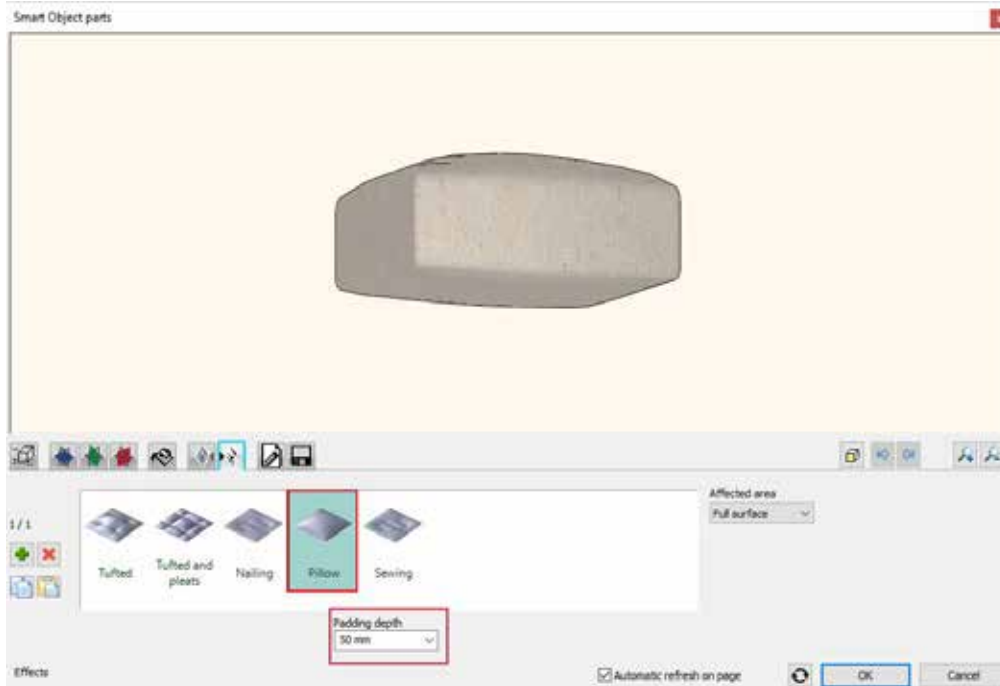 Smart Object parts
Affected area
Full surface
1/1
Tufted
Tufted and
pleats
Nailing
Pillow
Sewing
Padding depth
50 mm
Effects
Automatic refresh on page
OK
Cancel